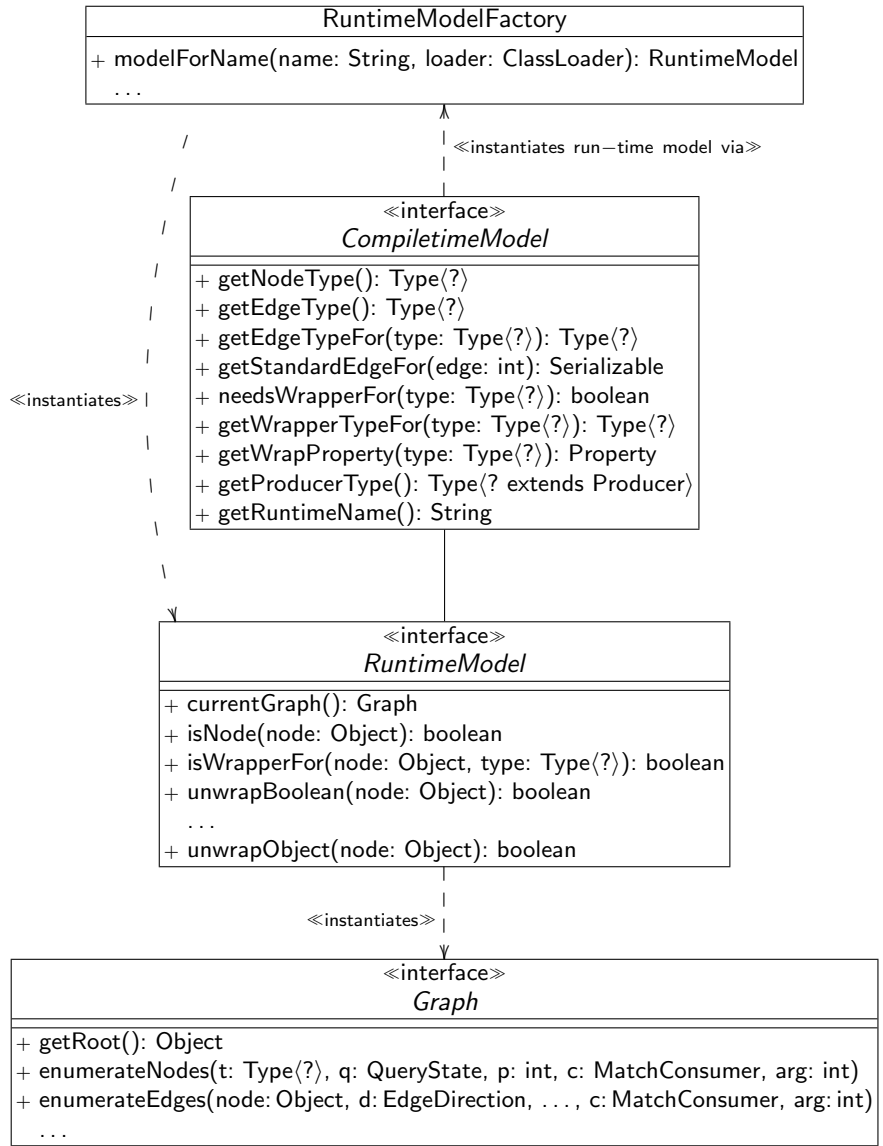 RuntimeModelFactory
+ modelForName(name: String, loader: ClassLoader): RuntimeModel
...
≪instantiates run−time model via≫
≪interface≫
CompiletimeModel
+ getNodeType(): Type⟨?⟩
+ getEdgeType(): Type⟨?⟩
+ getEdgeTypeFor(type: Type⟨?⟩): Type⟨?⟩
+ getStandardEdgeFor(edge: int): Serializable
+ needsWrapperFor(type: Type⟨?⟩): boolean
+ getWrapperTypeFor(type: Type⟨?⟩): Type⟨?⟩
+ getWrapProperty(type: Type⟨?⟩): Property
+ getProducerType(): Type⟨? extends Producer⟩
+ getRuntimeName(): String
≪instantiates≫
≪interface≫
RuntimeModel
+ currentGraph(): Graph
+ isNode(node: Object): boolean
+ isWrapperFor(node: Object, type: Type⟨?⟩): boolean
+ unwrapBoolean(node: Object): boolean
...
+ unwrapObject(node: Object): boolean
≪instantiates≫
≪interface≫
Graph
+ getRoot(): Object
+ enumerateNodes(t: Type⟨?⟩, q: QueryState, p: int, c: MatchConsumer, arg: int)
+ enumerateEdges(node: Object, d: EdgeDirection, ..., c: MatchConsumer, arg: int)
...